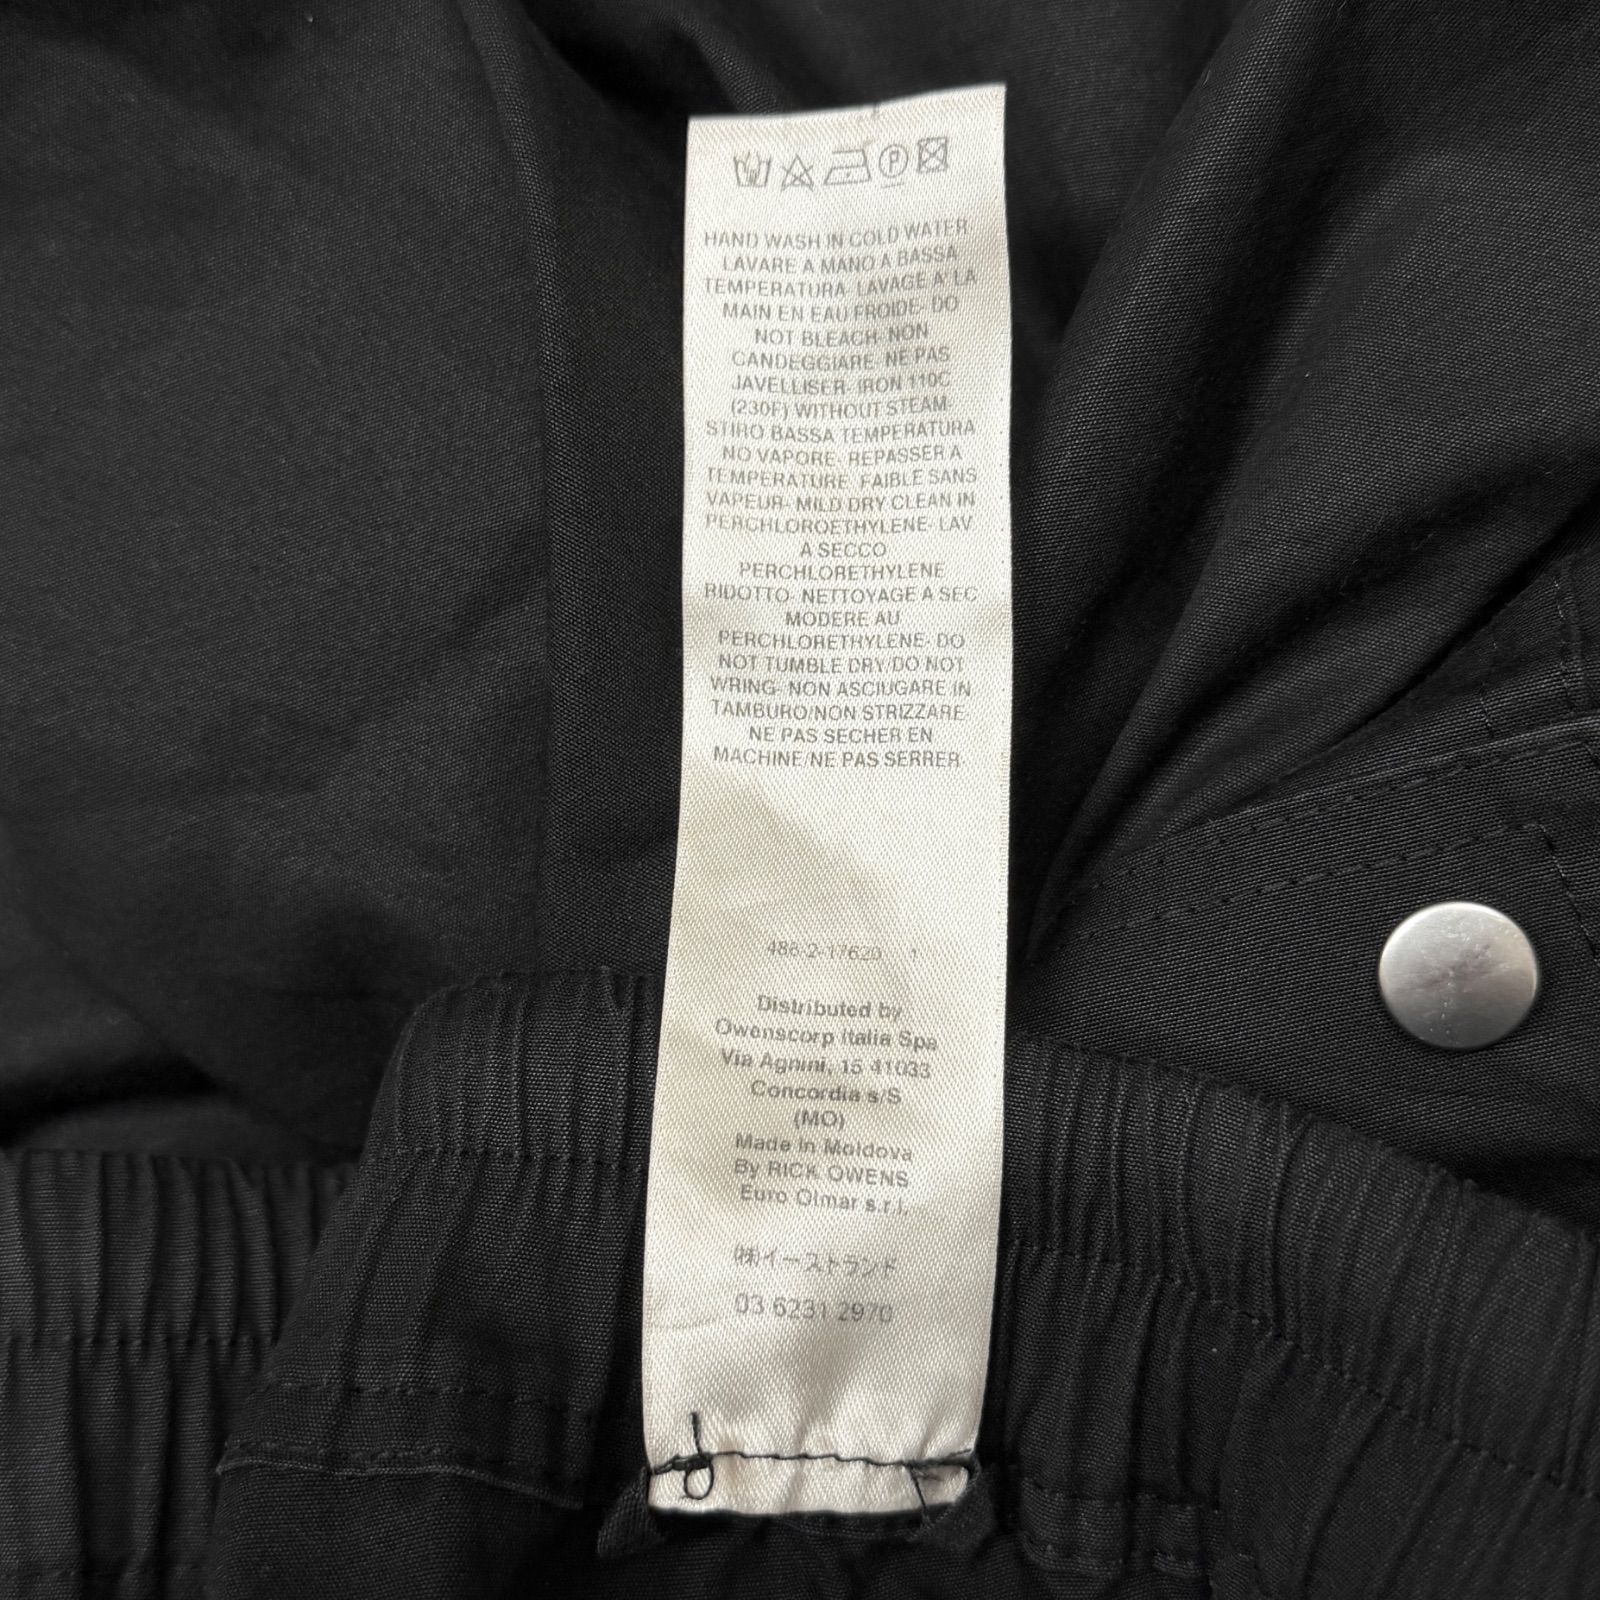 HAND WASH IN COLD WATER
LAVARE A MANO A BASSA
TEMPERATURA- LAVAGE A' LA
MAIN EN EAU FROIDE- DO
NOT BLEACH- NON
CANDEGGIARE- NE PAS
JAVELLISER- IRON 110C
(230F) WITHOUT STEAM-
STIRO BASSA TEMPERATURA
NO VAPORE- REPASSER A
TEMPERATURE FAIBLE SANS
VAPEUR- MILD DRY CLEAN IN
PERCHLOROETHYLENE- LAV
A SECCO
PERCHLORETHYLENE
RIDOTTO- NETTOYAGE A SEC
MODERE AU
PERCHLORETHYLENE- DO
NOT TUMBLE DRY/DO NOT
WRING- NON ASCIUGARE IN
TAMBURO/NON STRIZZARE-
NE PAS SECHER EN
MACHINE/NE PAS SERRER-
486-2-17620 1
Distributed by
Owenscorp Italia Spa
Via Agnini, 15 41033
Concordia s/S
(MO)
Made in Moldova
By RICK OWENS
Euro Olmar s.r.l.
㈱イーストランド
03 6231 2970